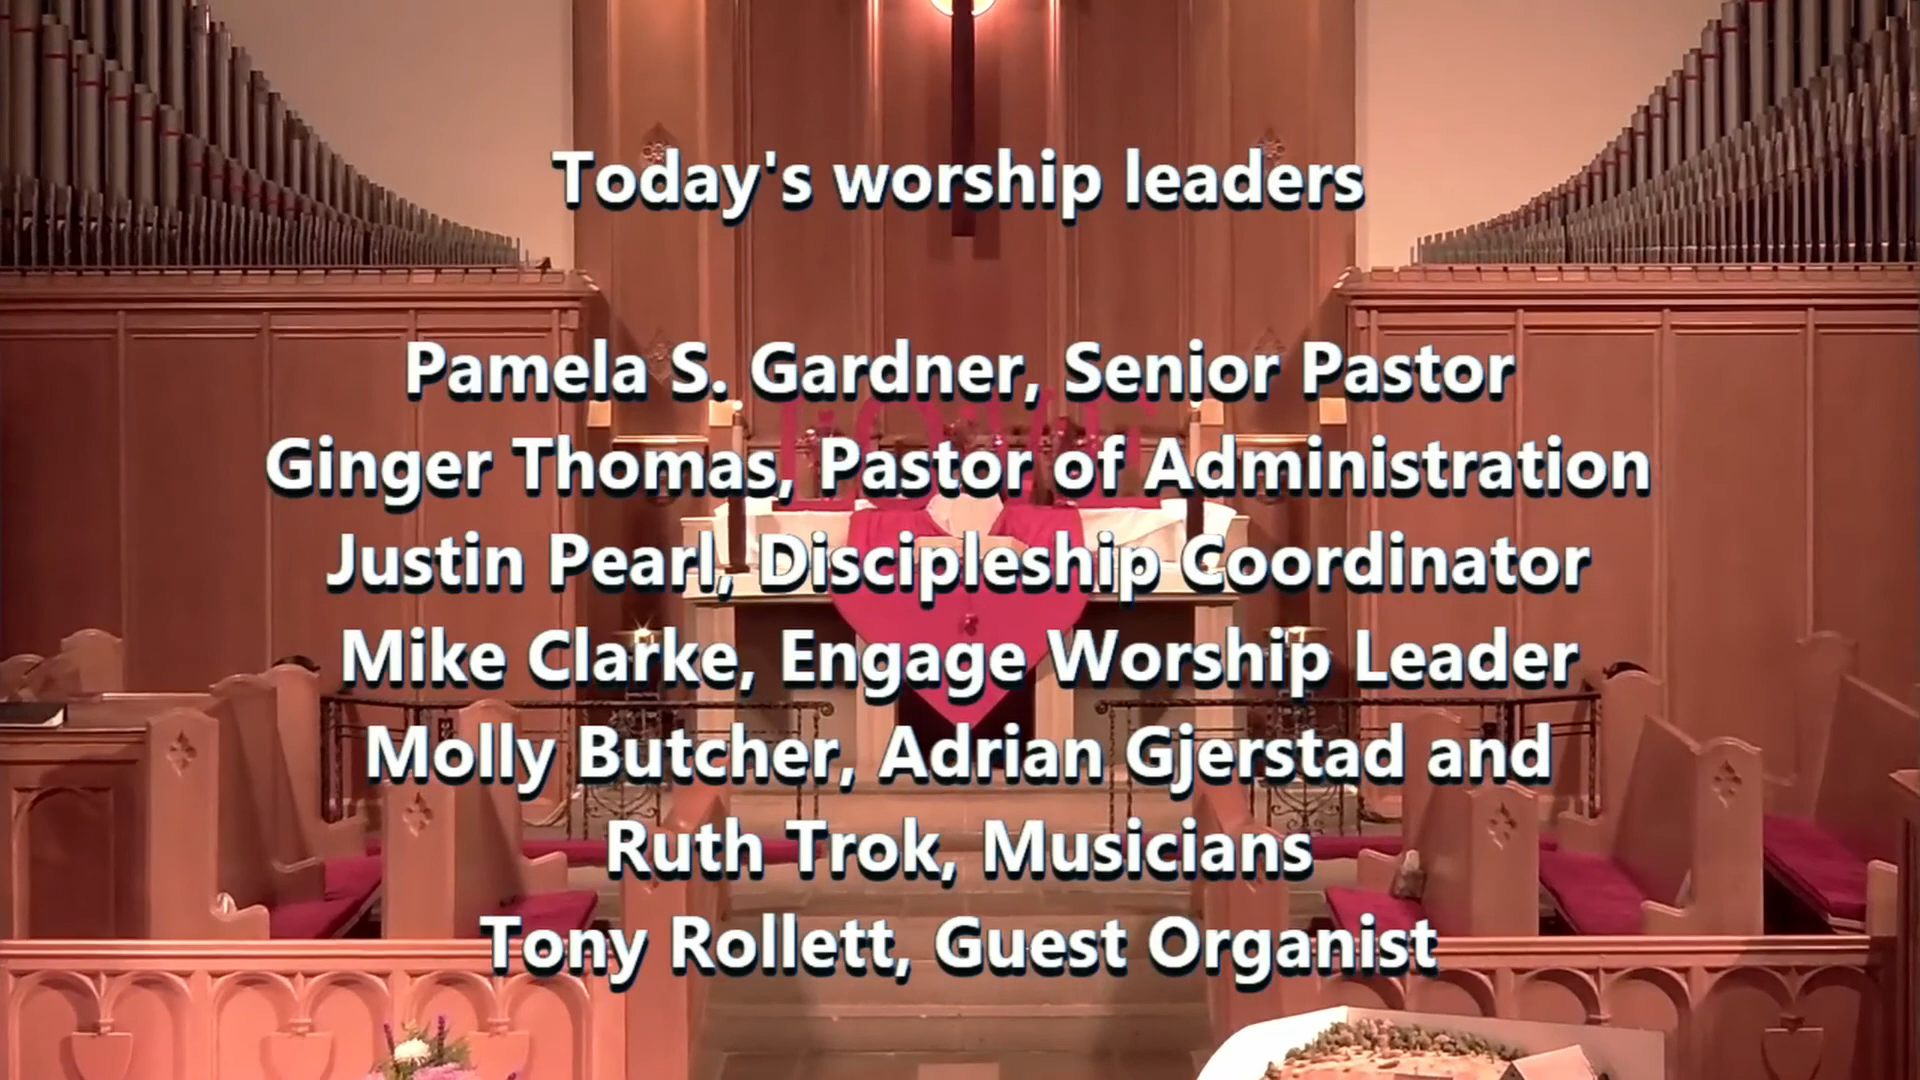 Today's worship leaders
Pamela S. Gardner, Senior Pastor
Ginger Thomas, Pastor of Administration
Justin Pearl, Discipleship Coordinator
Mike Clarke, Engage Worship Leader
Molly Butcher, Adrian Gjerstad and
Ruth Trok, Musicians
Tony Rollett, Guest Organist